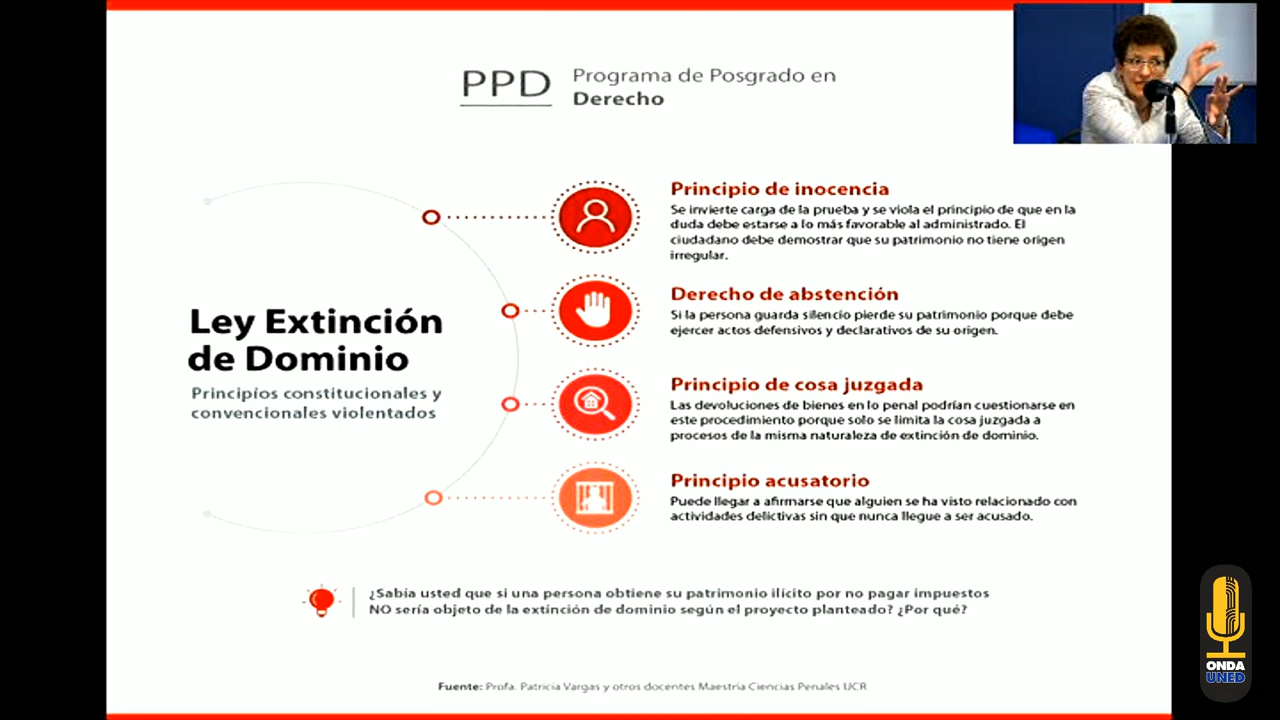 PPD
Programa de Posgrado en
Derecho
Ley Extinción
de Dominio
Principios constitucionales y
convencionales violentados
Principio de inocencia
Se invierte carga de la prueba y se viola el principio de que en la
duda debe estarse a lo más favorable al administrado. El
ciudadano debe demostrar que su patrimonio no tiene origen
irregular.
Derecho de abstención
Si la persona guarda silencio pierde su patrimonio porque debe
ejercer actos defensivos y declarativos de su origen.
Principio de cosa juzgada
Las devoluciones de bienes en lo penal podrían cuestionarse en
este procedimiento porque solo se limita la cosa juzgada a
procesos de la misma naturaleza de extinción de dominio.
Principio acusatorio
Puede llegar a afirmarse que alguien se ha visto relacionado con
actividades delictivas sin que nunca llegue a ser acusado.
¿Sabía usted que si una persona obtiene su patrimonio ilícito por no pagar impuestos
NO sería objeto de la extinción de dominio según el proyecto planteado? ¿Por qué?
Fuente: Profa. Patricia Vargas y otros docentes Maestría Ciencias Penales UCR
ONDA
UNED